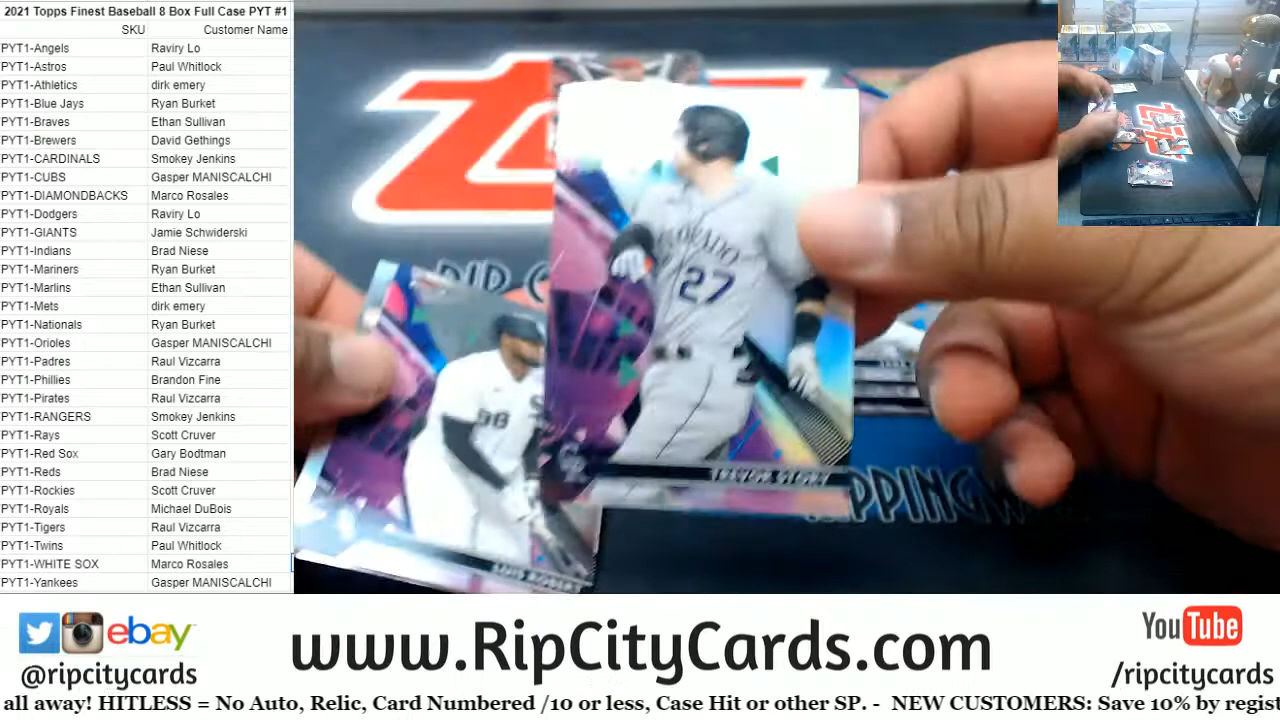 2021 Topps Finest Baseball 8 Box Full Case PYT #1
SKU Customer Name
PYT1-Angels Raviry Lo
PYT1-Astros Paul Whitlock
PYT1-Athletics dirk emery
PYT1-Blue Jays Ryan Burket
PYT1-Braves Ethan Sullivan
PYT1-Brewers David Gethings
PYT1-CARDINALS Smokey Jenkins
PYT1-CUBS Gasper MANISCALCHI
PYT1-DIAMONDBACKS Marco Rosales
PYT1-Dodgers Raviry Lo
PYT1-GIANTS Jamie Schwiderski
PYT1-Indians Brad Niese
PYT1-Mariners Ryan Burket
PYT1-Marlins Ethan Sullivan
PYT1-Mets dirk emery
PYT1-Nationals Ryan Burket
PYT1-Orioles Gasper MANISCALCHI
PYT1-Padres Raul Vizcarra
PYT1-Phillies Brandon Fine
PYT1-Pirates Raul Vizcarra
PYT1-RANGERS Smokey Jenkins
PYT1-Rays Scott Cruver
PYT1-Red Sox Gary Bodtman
PYT1-Reds Brad Niese
PYT1-Rockies Scott Cruver
PYT1-Royals Michael DuBois
PYT1-Tigers Raul Vizcarra
PYT1-Twins Paul Whitlock
PYT1-WHITE SOX Marco Rosales
PYT1-Yankees Gasper MANISCALCHI
COLORADO
27
TREVOR STORY
88
LUIS ROBERT
RIP
ebay
@ripcitycards
www.RipCityCards.com
YouTube
/ripcitycards
all away! HITLESS = No Auto, Relic, Card Numbered /10 or less, Case Hit or other SP. - NEW CUSTOMERS: Save 10% by regis